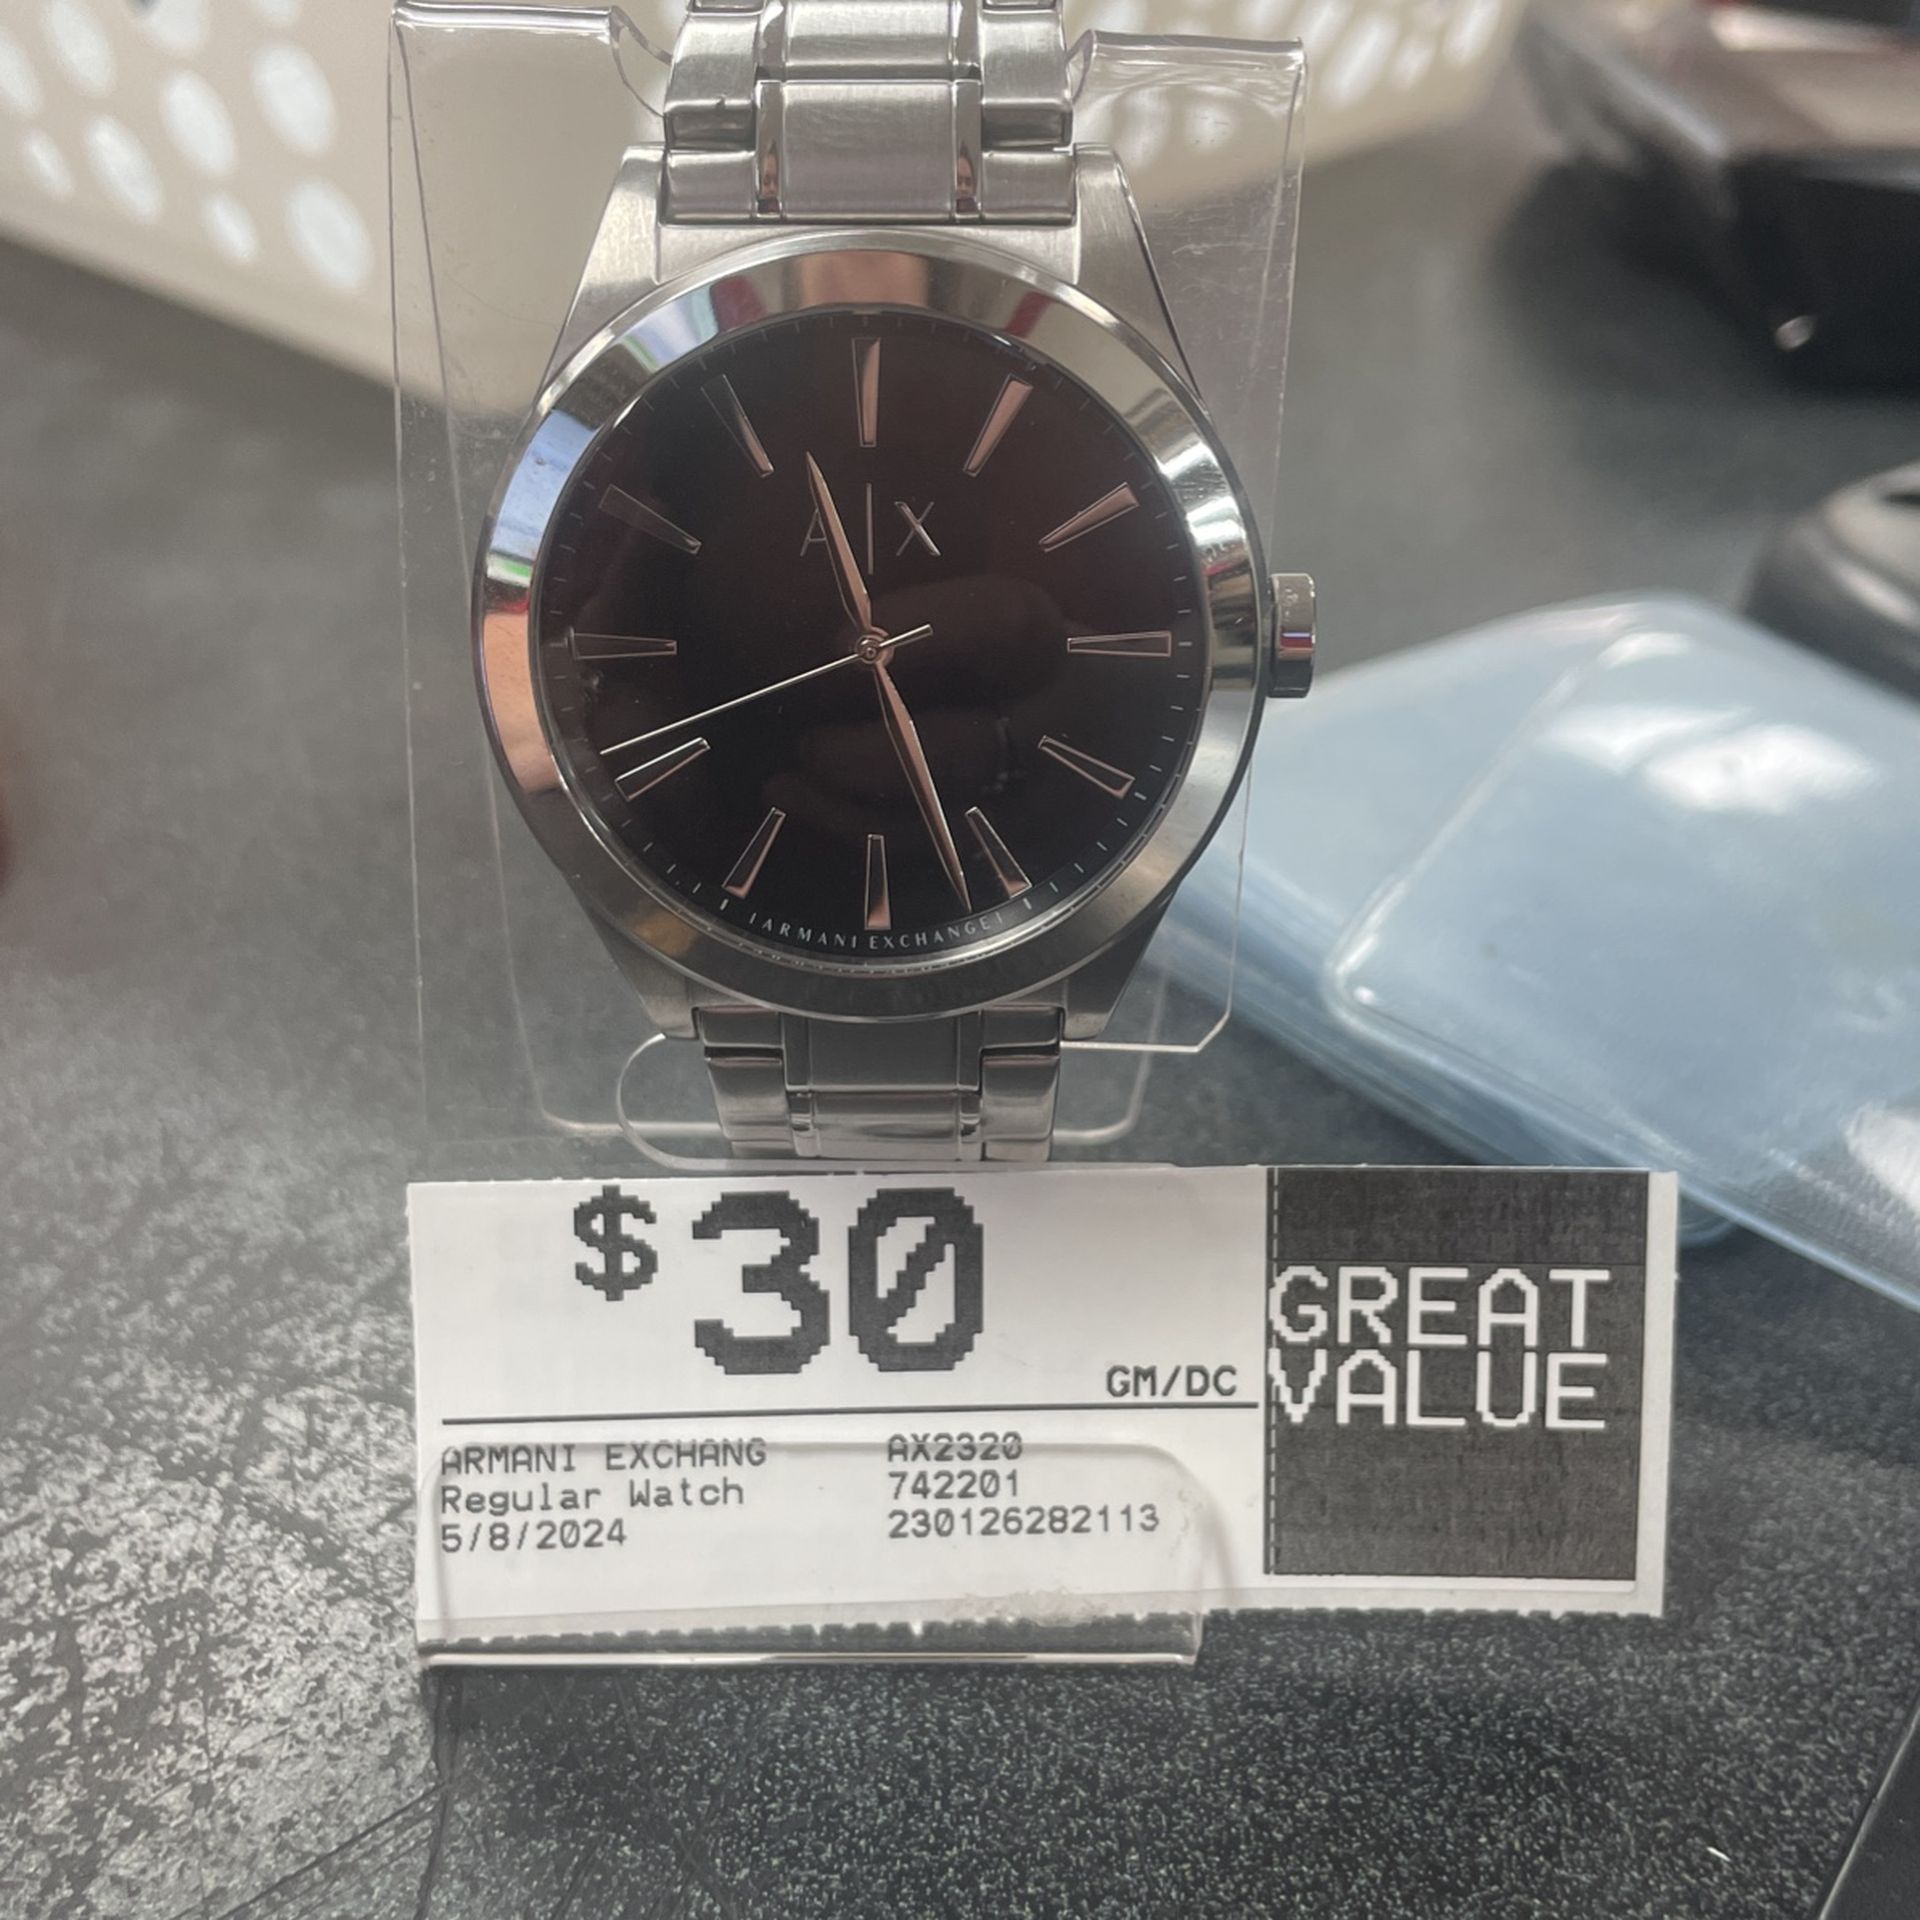 A|X
ARMANI EXCHANGE
$30
GM/DC
GREAT
VALUE
ARMANI EXCHANG
Regular Watch
5/8/2024
AX2320
742201
230126282113